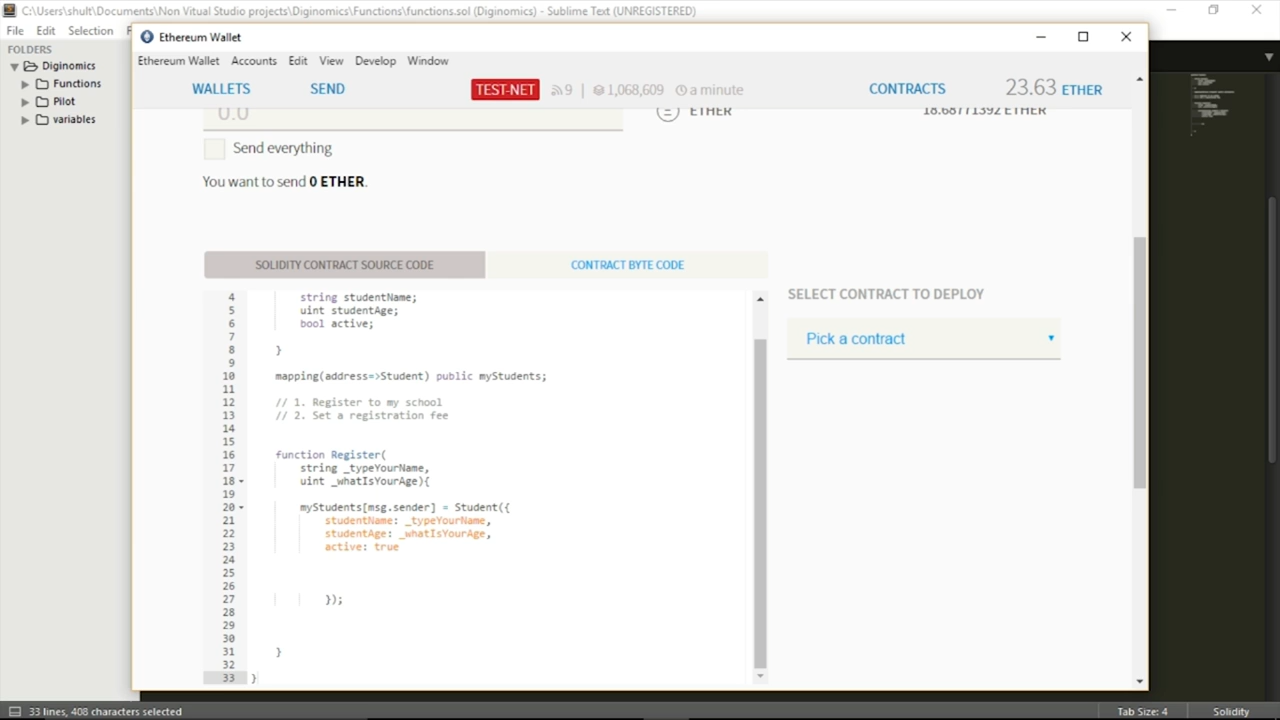 C:\Users\shult\Documents\Non Vitual Studio projects\Diginomics\Functions\functions.sol (Diginomics) - Sublime Text (UNREGISTERED)
File Edit Selection F
FOLDERS
Diginomics
Functions
Pilot
variables
Ethereum Wallet
Ethereum Wallet Accounts Edit View Develop Window
WALLETS SEND TEST-NET 9 | 1,068,609 a minute CONTRACTS 23.63 ETHER
0.0 ETHER 18.68771392 ETHER
Send everything
You want to send 0 ETHER.
SOLIDITY CONTRACT SOURCE CODE CONTRACT BYTE CODE
SELECT CONTRACT TO DEPLOY
Pick a contract
4 string studentName;
5 uint studentAge;
6 bool active;
7
8 }
9
10 mapping(address=>Student) public myStudents;
11
12 // 1. Register to my school
13 // 2. Set a registration fee
14
15
16 function Register(
17 string _typeYourName,
18 uint _whatIsYourAge){
19
20 myStudents[msg.sender] = Student({
21 studentName: _typeYourName,
22 studentAge: _whatIsYourAge,
23 active: true
24
25
26
27 });
28
29
30
31 }
32
33 }
33 lines, 408 characters selected Tab Size: 4 Solidity